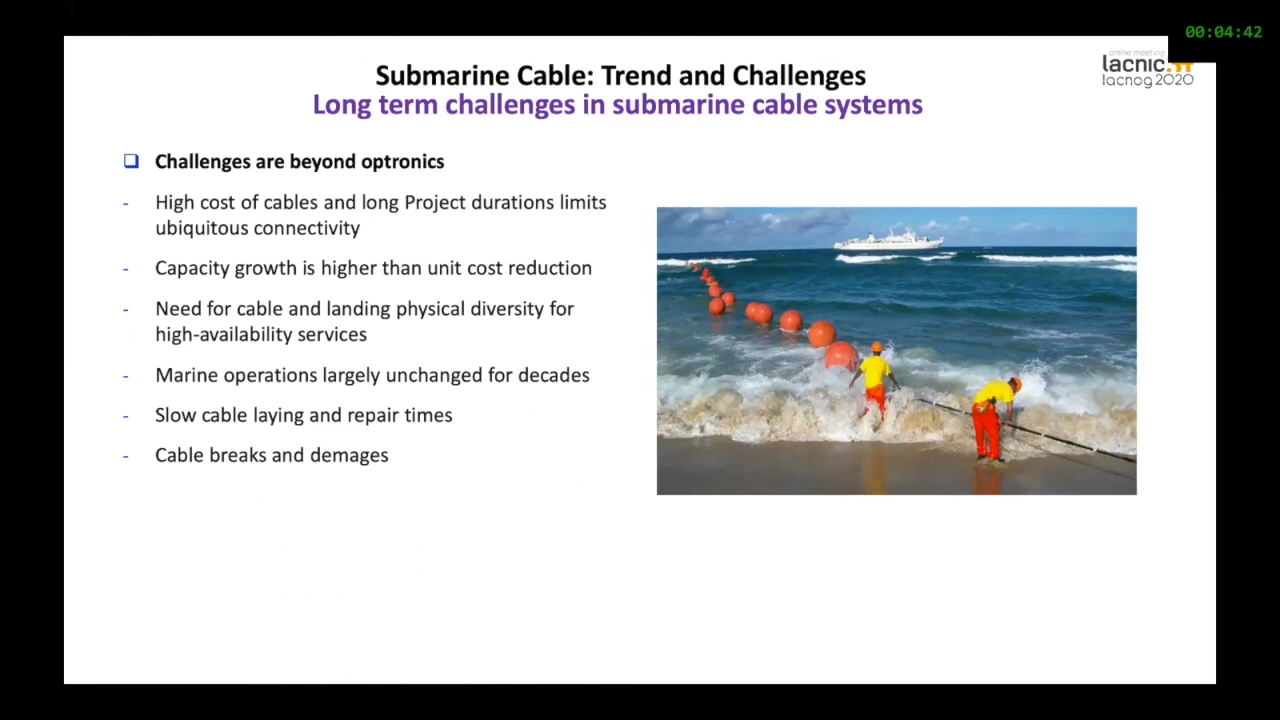 00:04:42
online meeting
lacnic
lacnog 2020
Submarine Cable: Trend and Challenges
Long term challenges in submarine cable systems
Challenges are beyond optronics
- High cost of cables and long Project durations limits
ubiquitous connectivity
- Capacity growth is higher than unit cost reduction
- Need for cable and landing physical diversity for
high-availability services
- Marine operations largely unchanged for decades
- Slow cable laying and repair times
- Cable breaks and demages